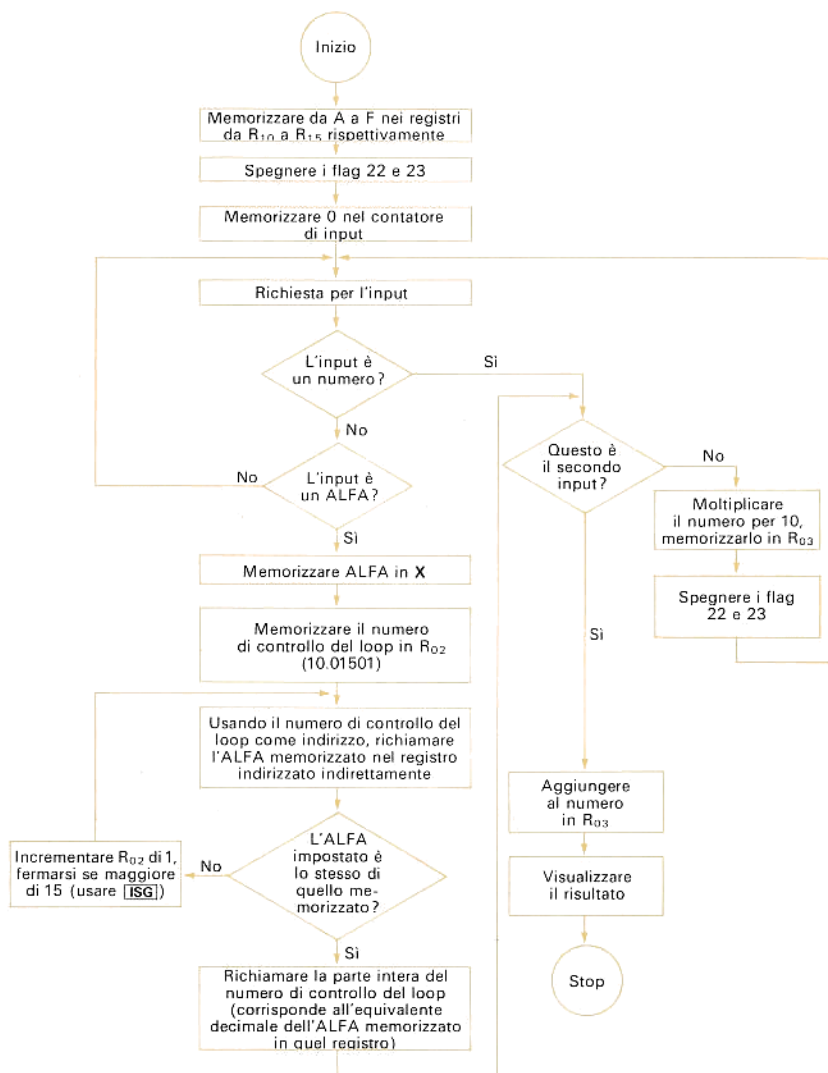 Inizio
Memorizzare da A a F nei registri
da R₁₀ a R₁₅ rispettivamente
Spegnere i flag 22 e 23
Memorizzare 0 nel contatore
di input
Richiesta per l'input
L'input è
un numero?
Sì
No
L'input è
un ALFA?
No
Sì
Memorizzare ALFA in X
Memorizzare il numero
di controllo del loop in R₀₂
(10.01501)
Usando il numero di controllo del
loop come indirizzo, richiamare
l'ALFA memorizzato nel registro
indirizzato indirettamente
L'ALFA
impostato è
lo stesso di
quello me-
morizzato?
No
Incrementare R₀₂ di 1,
fermarsi se maggiore
di 15 (usare ISG)
Sì
Richiamare la parte intera del
numero di controllo del loop
(corrisponde all'equivalente
decimale dell'ALFA memorizzato
in quel registro)
Questo è
il secondo
input?
No
Moltiplicare
il numero per 10,
memorizzarlo in R₀₃
Spegnere i flag
22 e 23
Sì
Aggiungere
al numero
in R₀₃
Visualizzare
il risultato
Stop